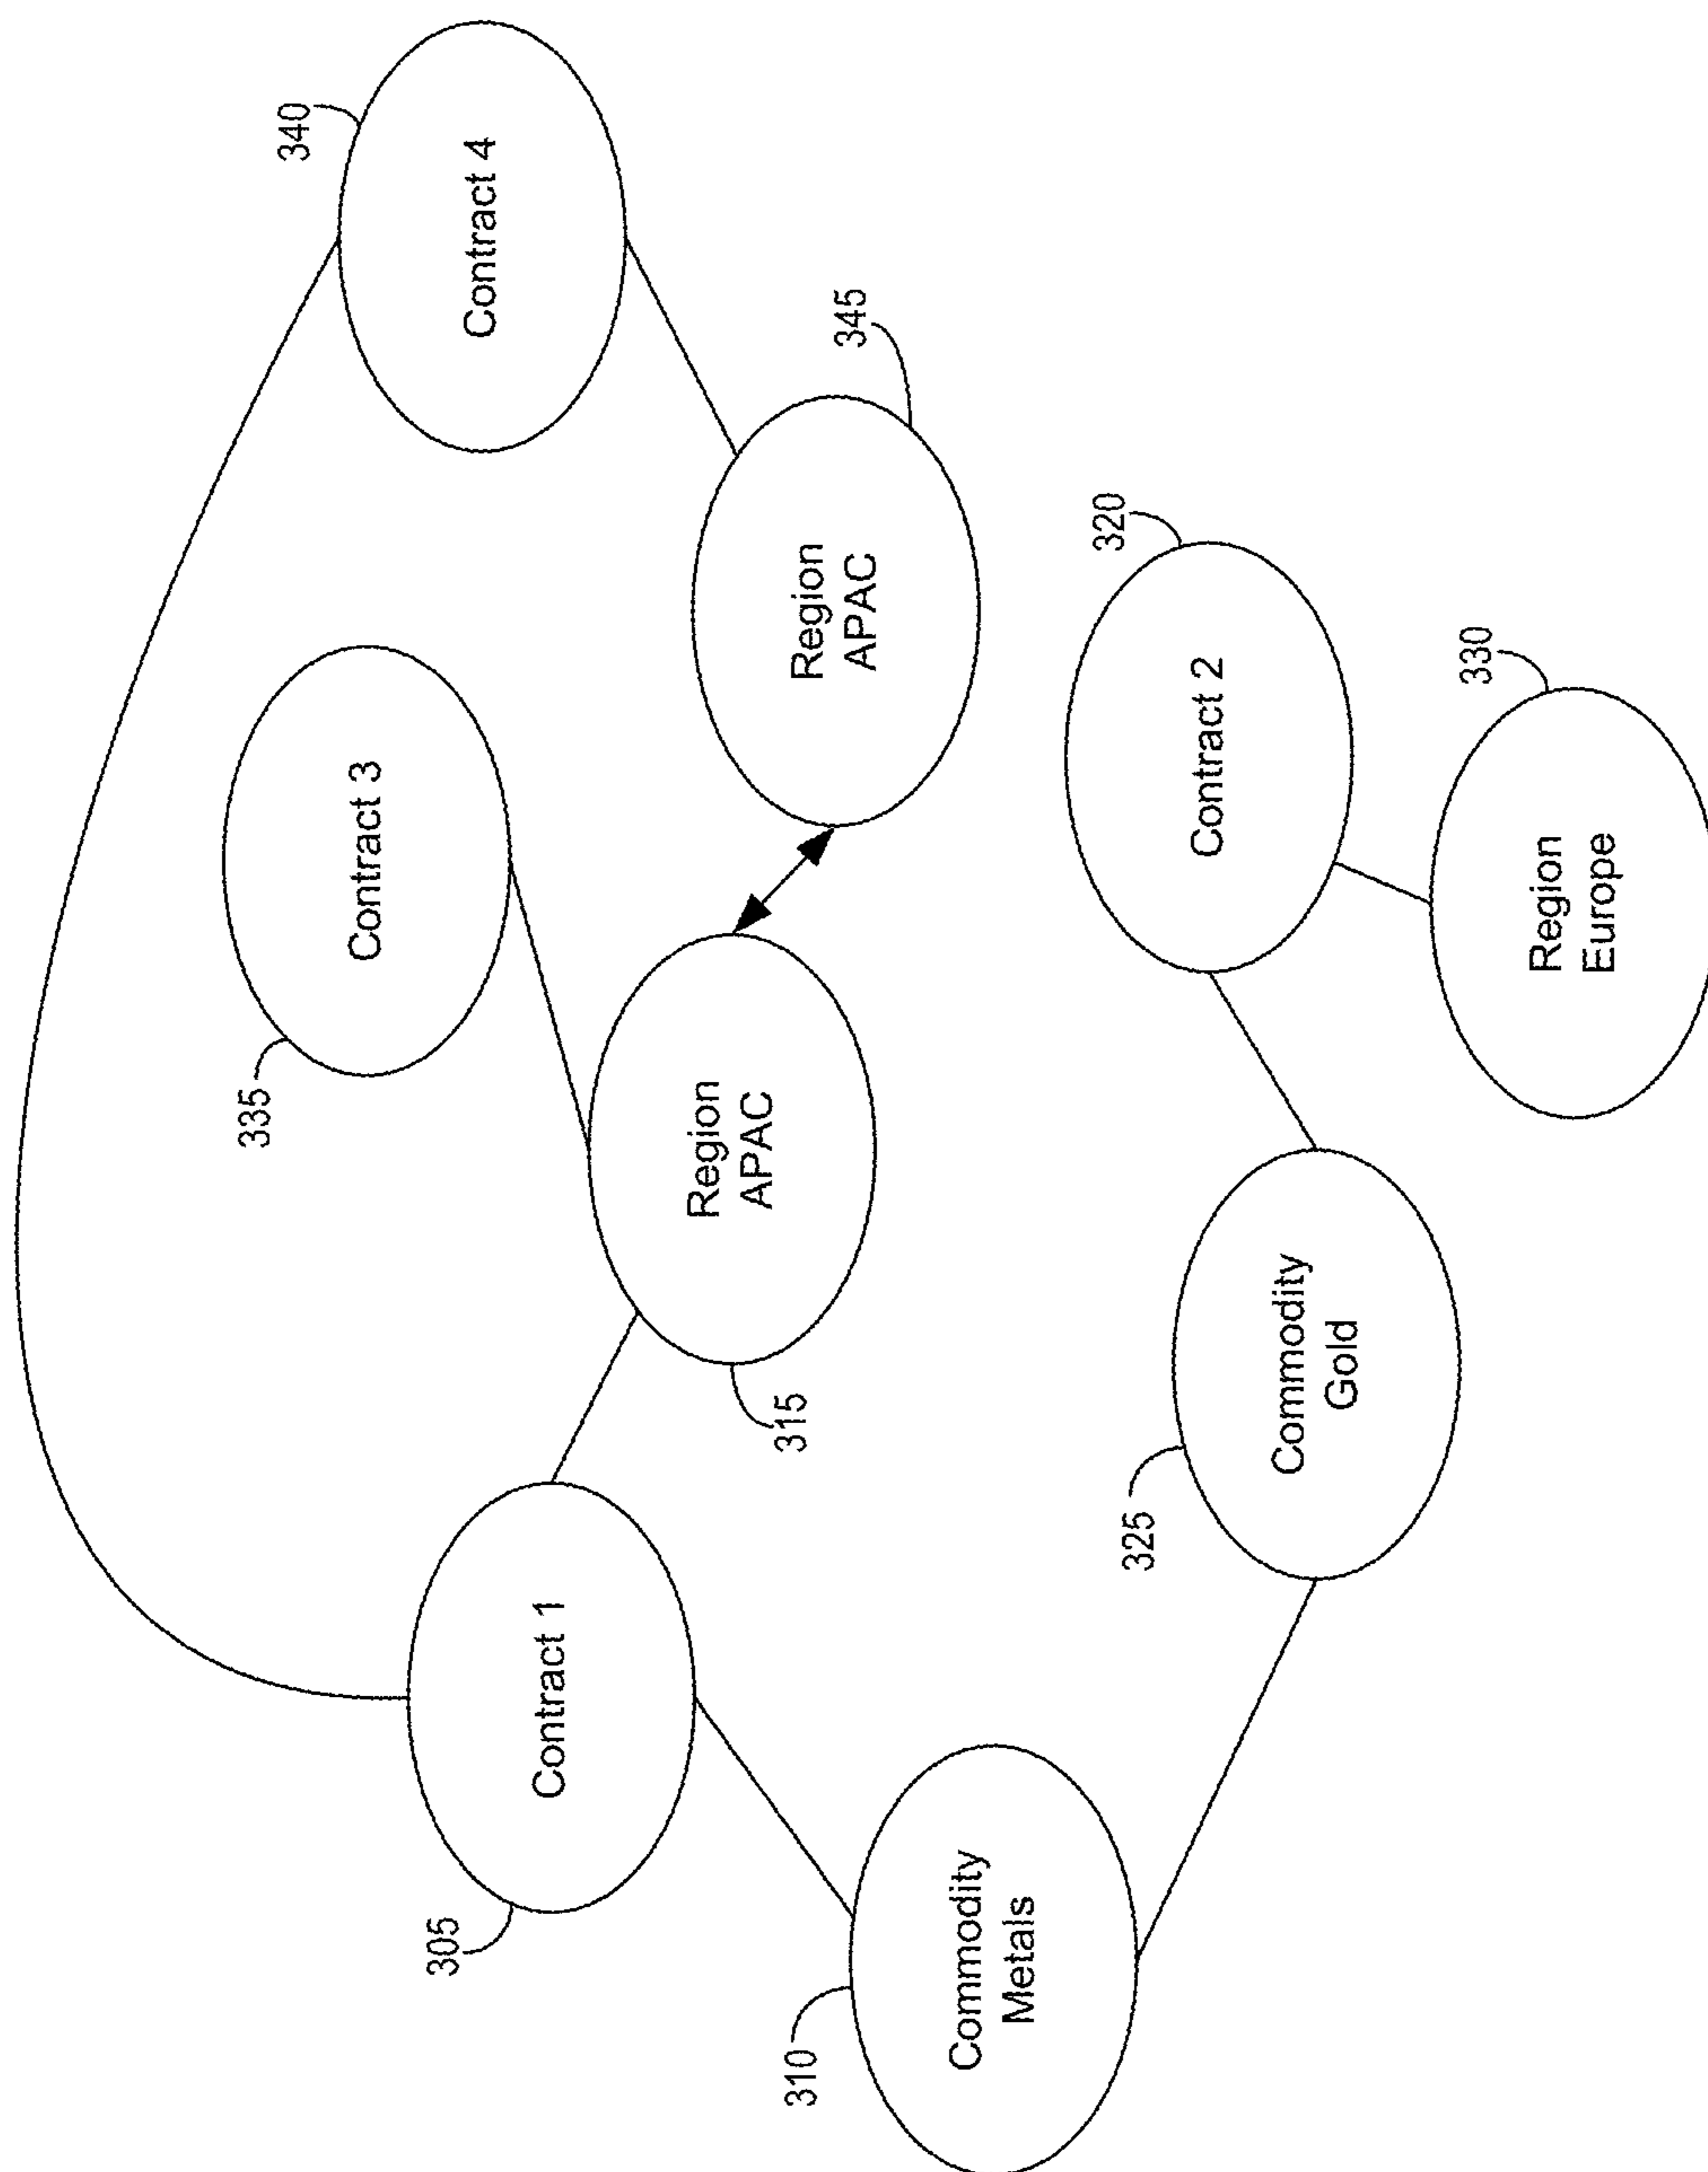 340
Contract 4
335
Contract 3
Region
APAC
345
Region
APAC
315
Contract 1
305
320
Contract 2
Region
Europe
330
325
Commodity
Gold
310
Commodity
Metals